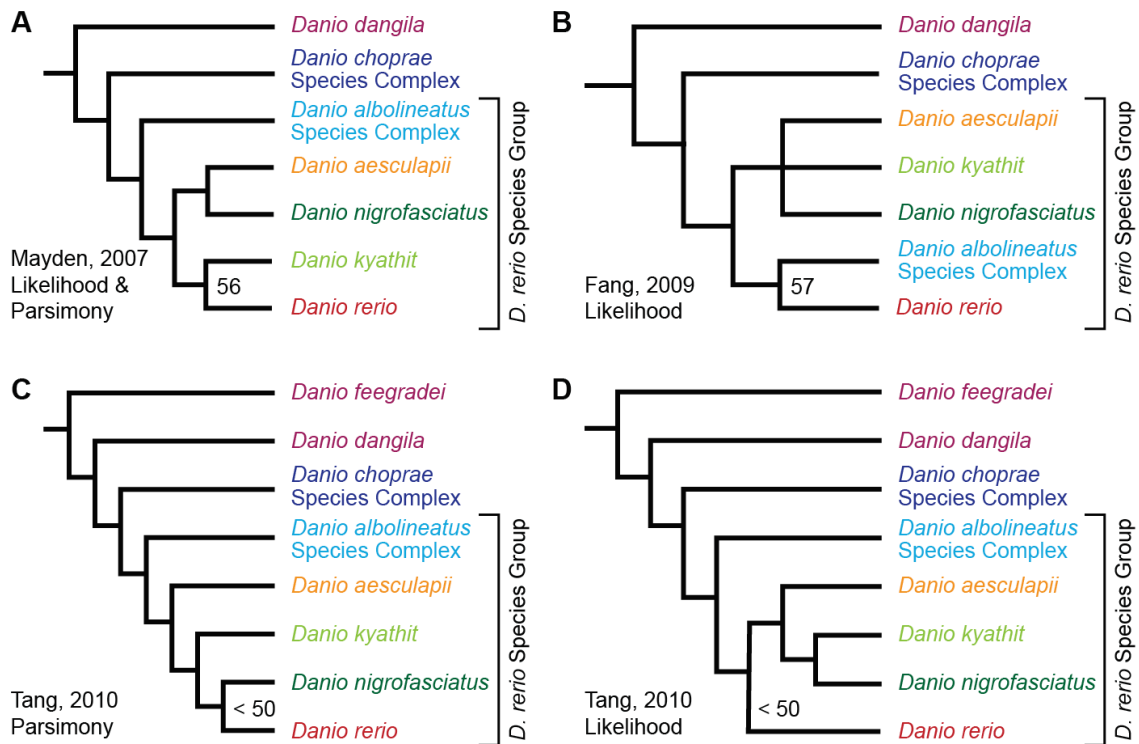 A
Danio dangila
Danio choprae
Species Complex
Danio albolineatus
Species Complex
Danio aesculapii
Danio nigrofasciatus
Danio kyathit
56
Danio rerio
D. rerio Species Group
Mayden, 2007
Likelihood &
Parsimony
B
Danio dangila
Danio choprae
Species Complex
Danio aesculapii
Danio kyathit
Danio nigrofasciatus
Danio albolineatus
Species Complex
57
Danio rerio
D. rerio Species Group
Fang, 2009
Likelihood
C
Danio feegradei
Danio dangila
Danio choprae
Species Complex
Danio albolineatus
Species Complex
Danio aesculapii
Danio kyathit
Danio nigrofasciatus
< 50
Danio rerio
D. rerio Species Group
Tang, 2010
Parsimony
D
Danio feegradei
Danio dangila
Danio choprae
Species Complex
Danio albolineatus
Species Complex
Danio aesculapii
Danio kyathit
Danio nigrofasciatus
< 50
Danio rerio
D. rerio Species Group
Tang, 2010
Likelihood